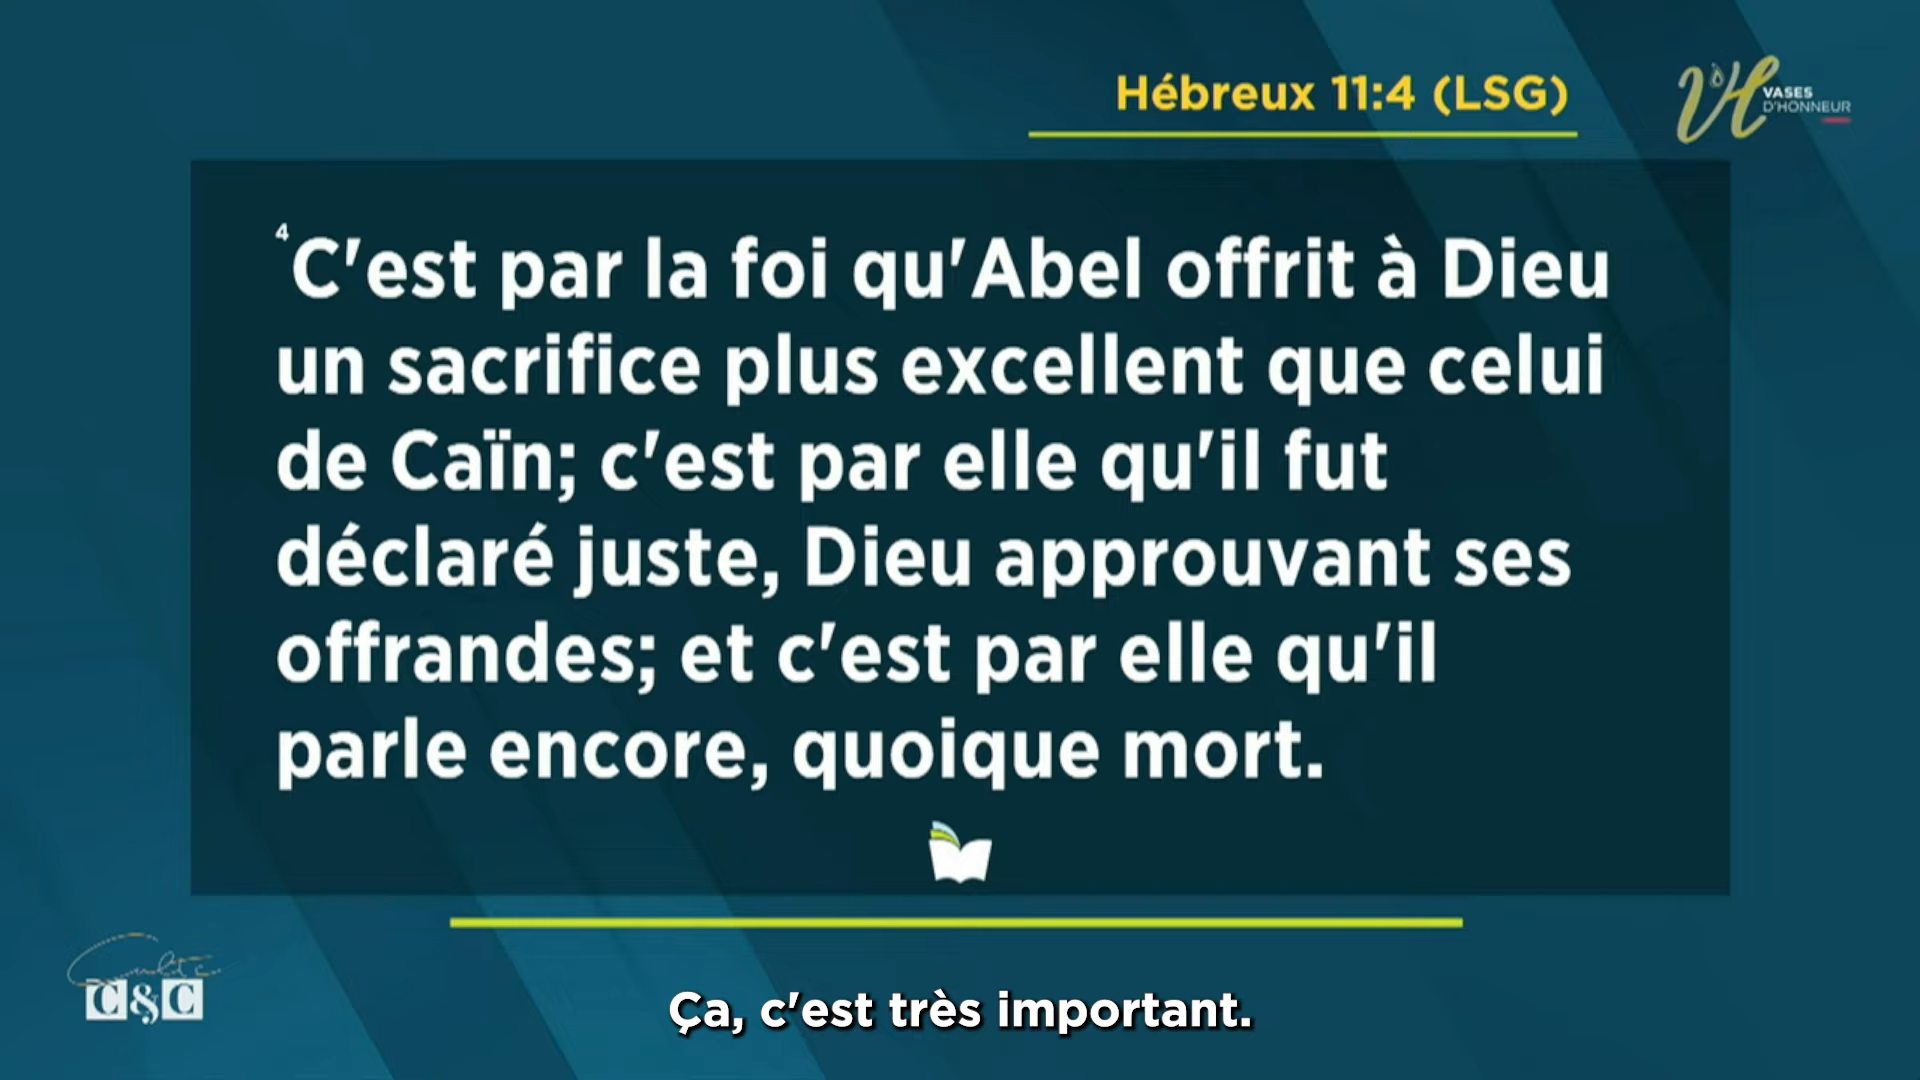 Hébreux 11:4 (LSG)
VH VASES
D'HONNEUR
4 C'est par la foi qu'Abel offrit à Dieu
un sacrifice plus excellent que celui
de Caïn; c'est par elle qu'il fut
déclaré juste, Dieu approuvant ses
offrandes; et c'est par elle qu'il
parle encore, quoique mort.
C&C
Ça, c'est très important.